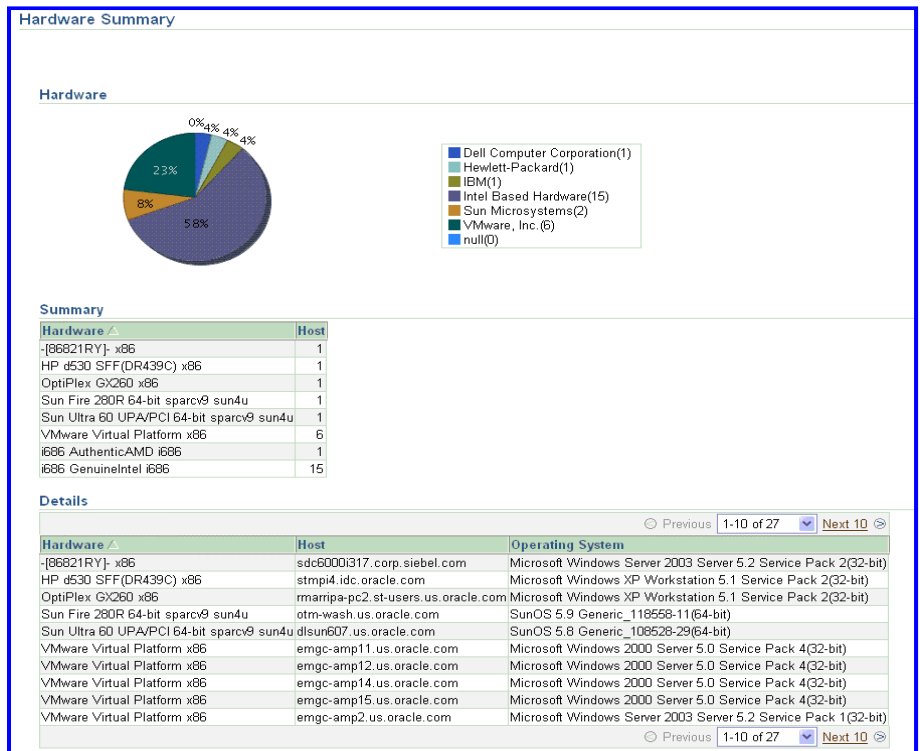 Hardware Summary
Hardware
0%
4%
4%
4%
23%
8%
58%
Dell Computer Corporation(1)
Hewlett-Packard(1)
IBM(1)
Intel Based Hardware(15)
Sun Microsystems(2)
VMware, Inc.(6)
null(0)
Summary
Hardware Host
-[86821RY]- x86 1
HP d530 SFF(DR439C) x86 1
OptiPlex GX260 x86 1
Sun Fire 280R 64-bit sparcv9 sun4u 1
Sun Ultra 60 UPA/PCI 64-bit sparcv9 sun4u 1
VMware Virtual Platform x86 6
i686 AuthenticAMD i686 1
i686 GenuineIntel i686 15
Details
Previous 1-10 of 27 Next 10
Hardware Host Operating System
-[86821RY]- x86 sdc6000i317.corp.siebel.com Microsoft Windows Server 2003 Server 5.2 Service Pack 2(32-bit)
HP d530 SFF(DR439C) x86 stmpi4.idc.oracle.com Microsoft Windows XP Workstation 5.1 Service Pack 2(32-bit)
OptiPlex GX260 x86 rmarripa-pc2.st-users.us.oracle.com Microsoft Windows XP Workstation 5.1 Service Pack 2(32-bit)
Sun Fire 280R 64-bit sparcv9 sun4u otm-wash.us.oracle.com SunOS 5.9 Generic_118558-11(64-bit)
Sun Ultra 60 UPA/PCI 64-bit sparcv9 sun4u dlsun607.us.oracle.com SunOS 5.8 Generic_108528-29(64-bit)
VMware Virtual Platform x86 emgc-amp11.us.oracle.com Microsoft Windows 2000 Server 5.0 Service Pack 4(32-bit)
VMware Virtual Platform x86 emgc-amp12.us.oracle.com Microsoft Windows 2000 Server 5.0 Service Pack 4(32-bit)
VMware Virtual Platform x86 emgc-amp14.us.oracle.com Microsoft Windows 2000 Server 5.0 Service Pack 4(32-bit)
VMware Virtual Platform x86 emgc-amp15.us.oracle.com Microsoft Windows 2000 Server 5.0 Service Pack 4(32-bit)
VMware Virtual Platform x86 emgc-amp2.us.oracle.com Microsoft Windows Server 2003 Server 5.2 Service Pack 1(32-bit)
Previous 1-10 of 27 Next 10